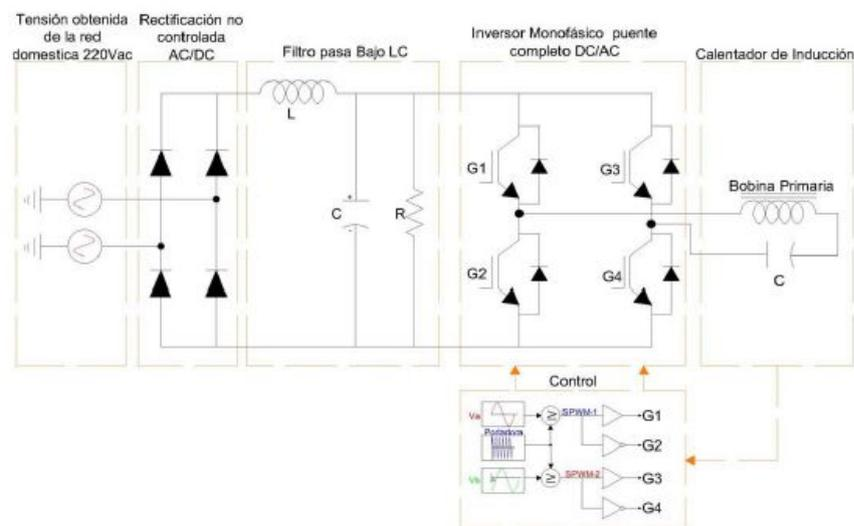 Tensión obtenida
de la red
domestica 220Vac
Rectificación no
controlada
AC/DC
Filtro pasa Bajo LC
Inversor Monofásico puente
completo DC/AC
Calentador de Inducción
L
C
R
G1
G3
G2
G4
Bobina Primaria
C
Control
Va
≥
SPWM-1
G1
Portadora
G2
Vb
≥
SPWM-2
G3
G4